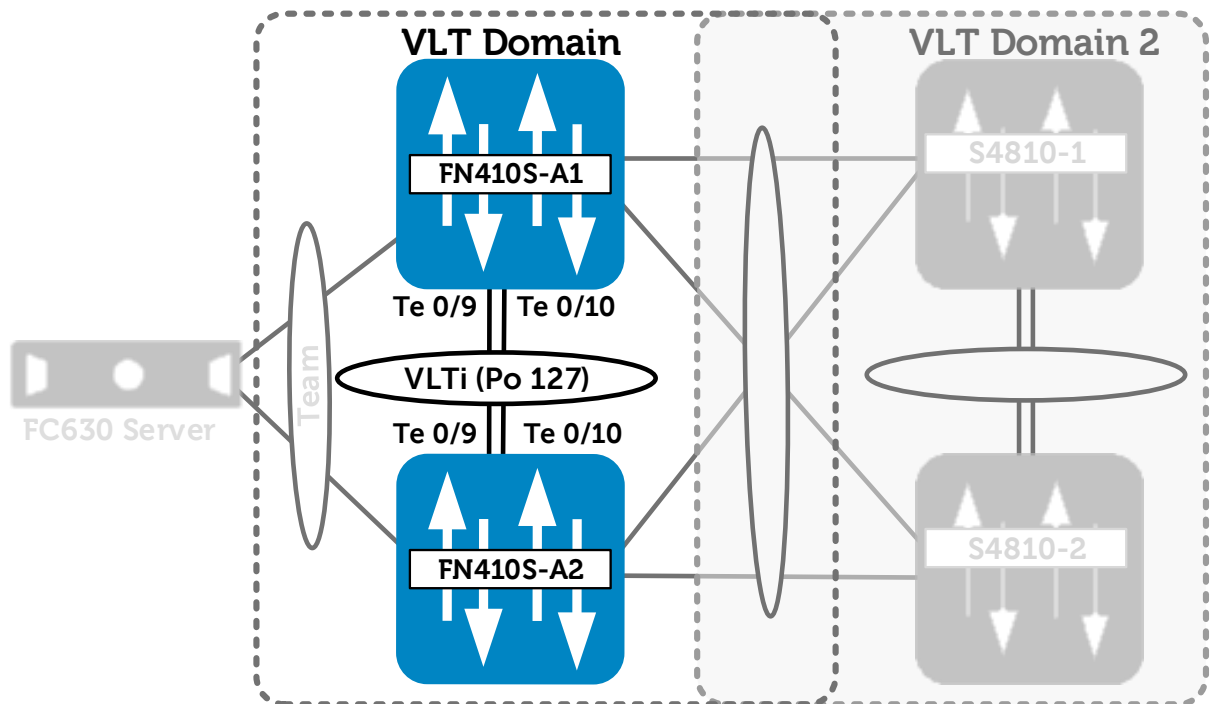 VLT Domain
VLT Domain 2
FN410S-A1
S4810-1
Te 0/9
Te 0/10
VLTi (Po 127)
Team
FC630 Server
Te 0/9
Te 0/10
FN410S-A2
S4810-2